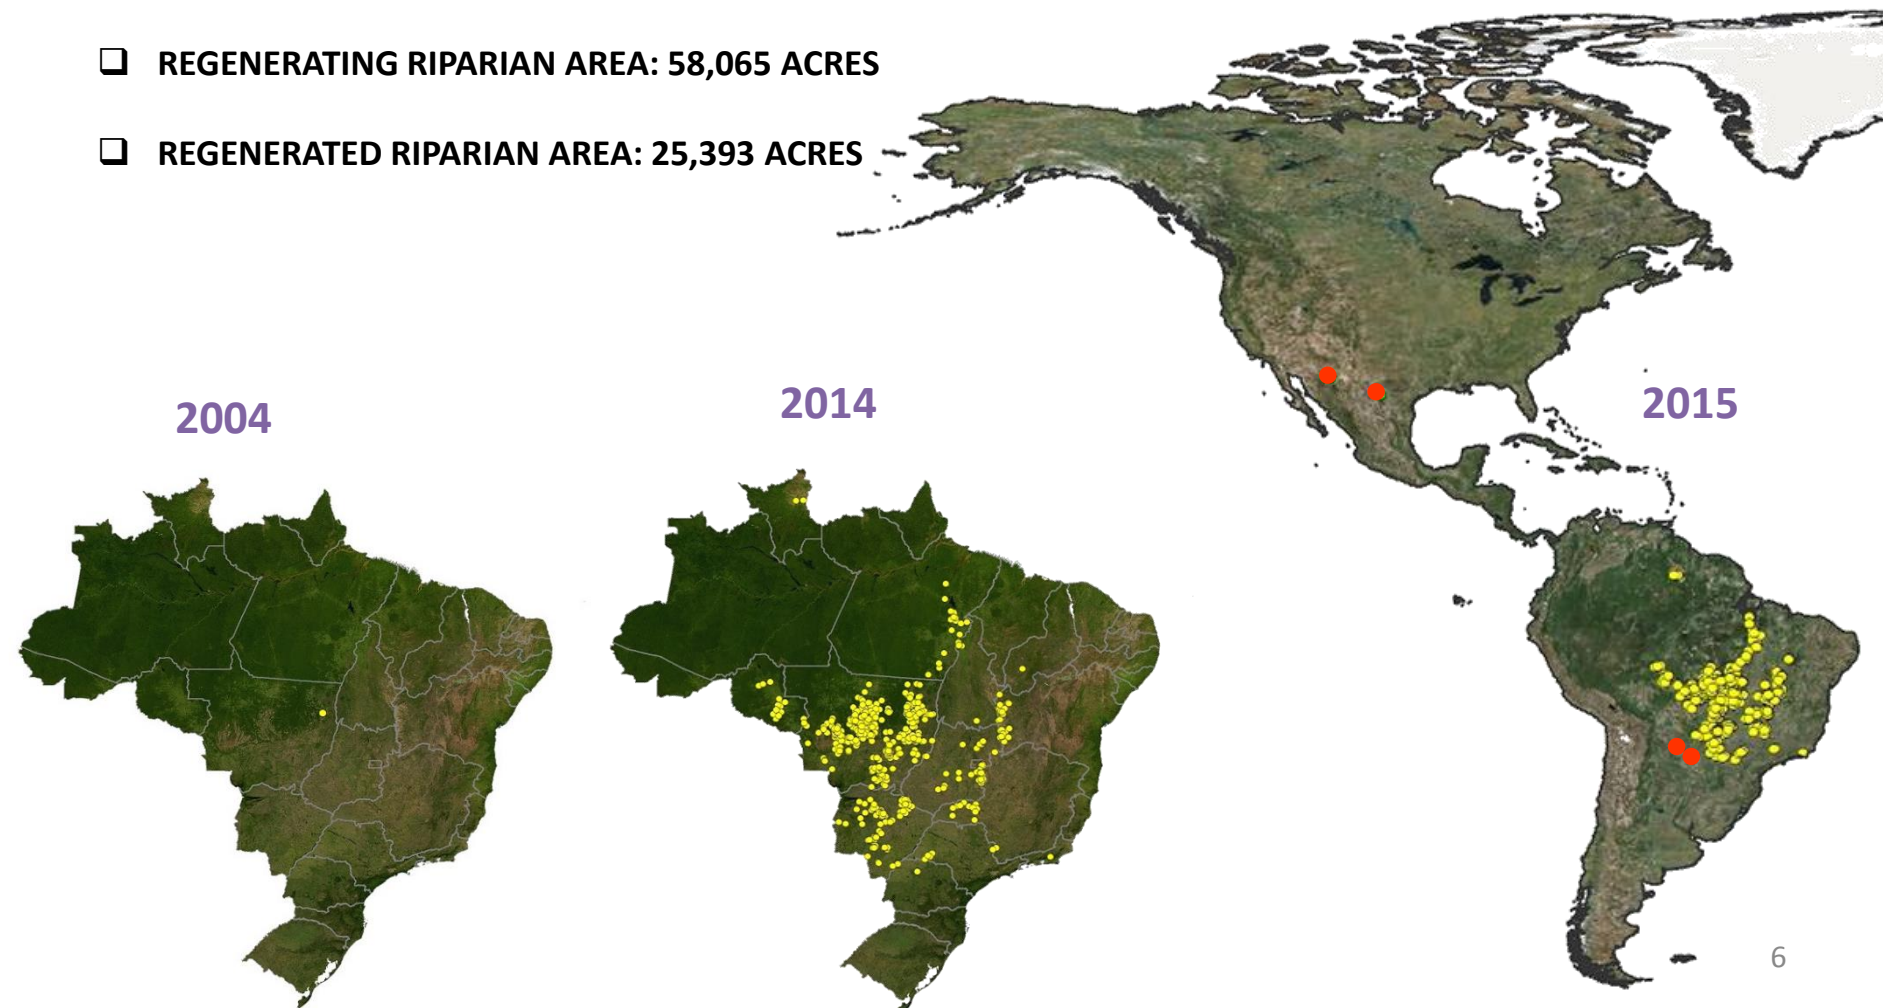 ❑ REGENERATING RIPARIAN AREA: 58,065 ACRES
❑ REGENERATED RIPARIAN AREA: 25,393 ACRES
2004
2014
2015
6